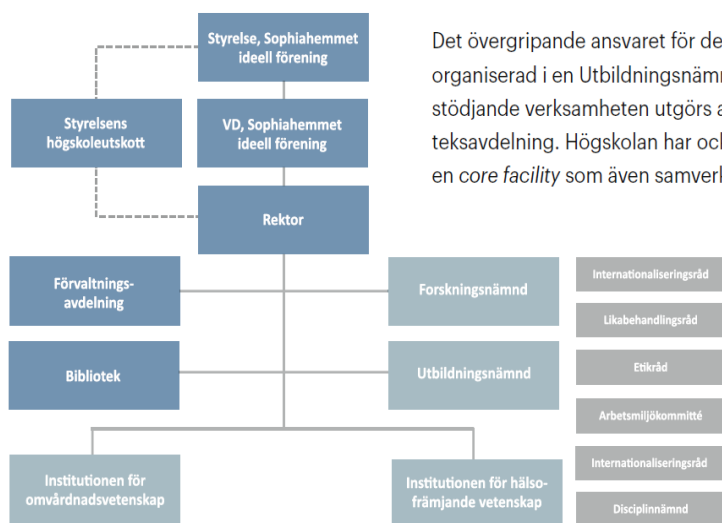 Styrelse, Sophiahemmet
ideell förening
Styrelsens
högskoleutskott
VD, Sophiahemmet
ideell förening
Rektor
Det övergripande ansvaret för de
organiserad i en Utbildningsnämn
stödjande verksamheten utgörs a
teksavdelning. Högskolan har och
en core facility som även samverk
Förvaltnings-
avdelning
Forskningsnämnd
Bibliotek
Utbildningsnämnd
Institutionen för
omvårdnadsvetenskap
Institutionen för hälso-
främjande vetenskap
Internationaliseringsråd
Likabehandlingsråd
Etikråd
Arbetsmiljökommitté
Internationaliseringsråd
Disciplinnämnd